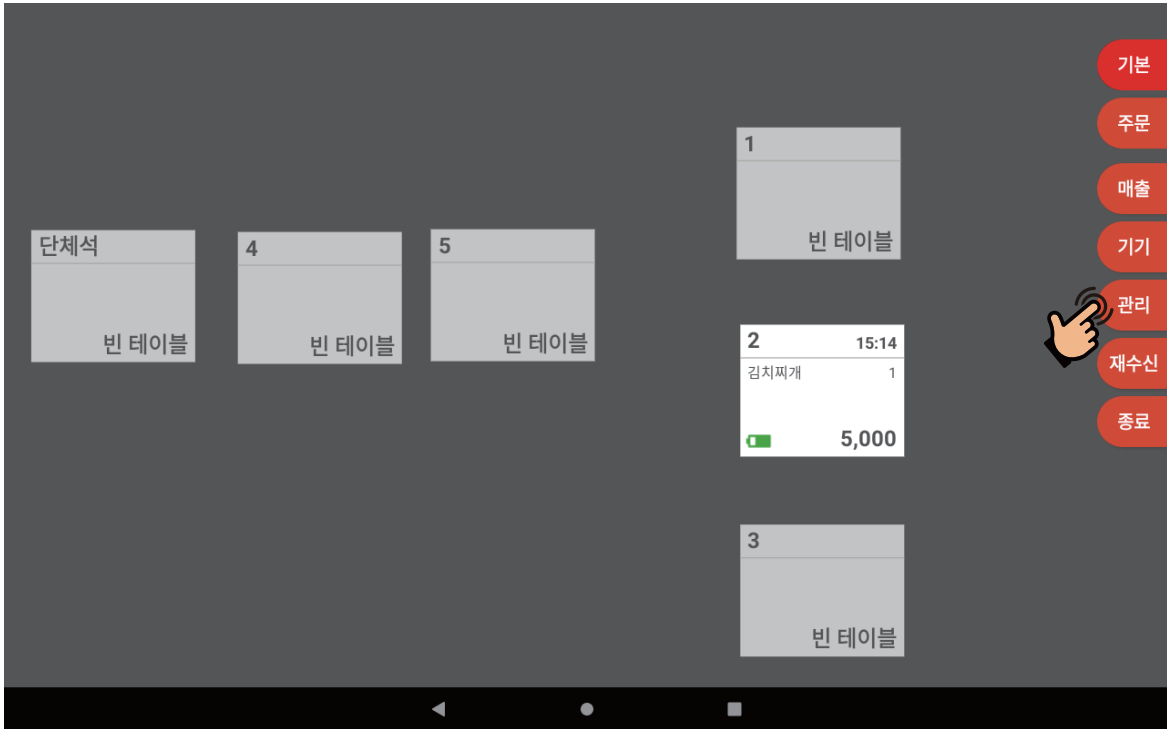 단체석
빈 테이블
4
빈 테이블
5
빈 테이블
1
빈 테이블
2 15:14
김치찌개 1
5,000
3
빈 테이블
기본
주문
매출
기기
관리
재수신
종료